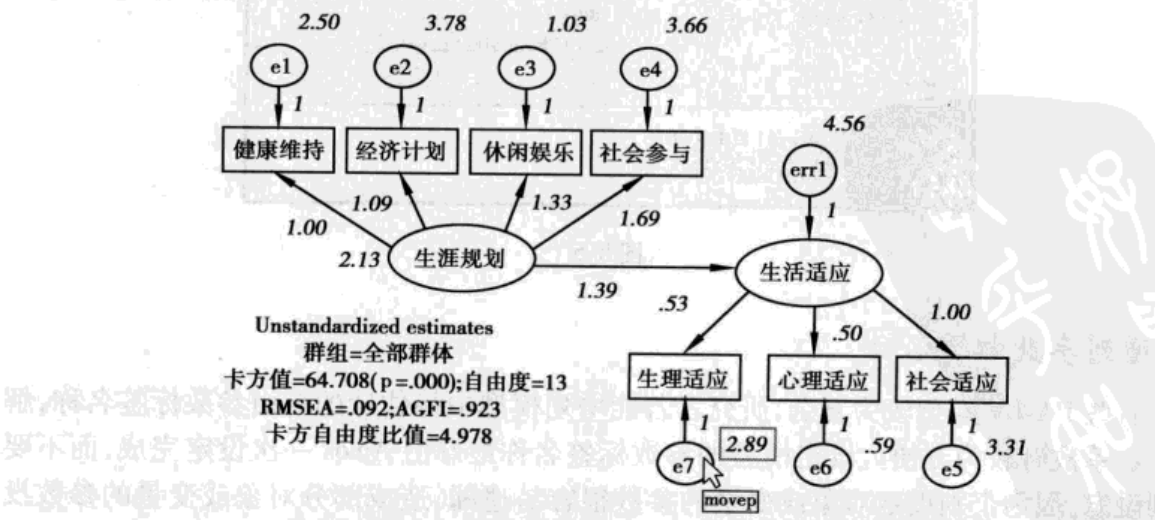 2.50 3.78 1.03 3.66
e1 e2 e3 e4
1 1 1 1
4.56
健康维持 经济计划 休闲娱乐 社会参与
err1
1.00 1.09 1.33 1.69
1
2.13 生涯规划
生活适应
1.39 .53 .50 1.00
Unstandardized estimates
群组=全部群体
卡方值=64.708(p=.000);自由度=13
RMSEA=.092;AGFI=.923
卡方自由度比值=4.978
生理适应 心理适应 社会适应
1 1 1
2.89 .59 3.31
e7 e6 e5
movep